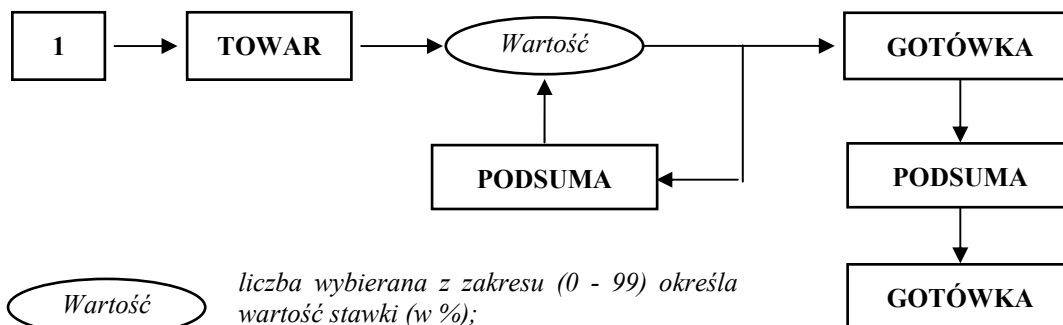 1
TOWAR
Wartość
GOTÓWKA
PODSUMA
PODSUMA
GOTÓWKA
Wartość
liczba wybierana z zakresu (0 - 99) określa
wartość stawki (w %);